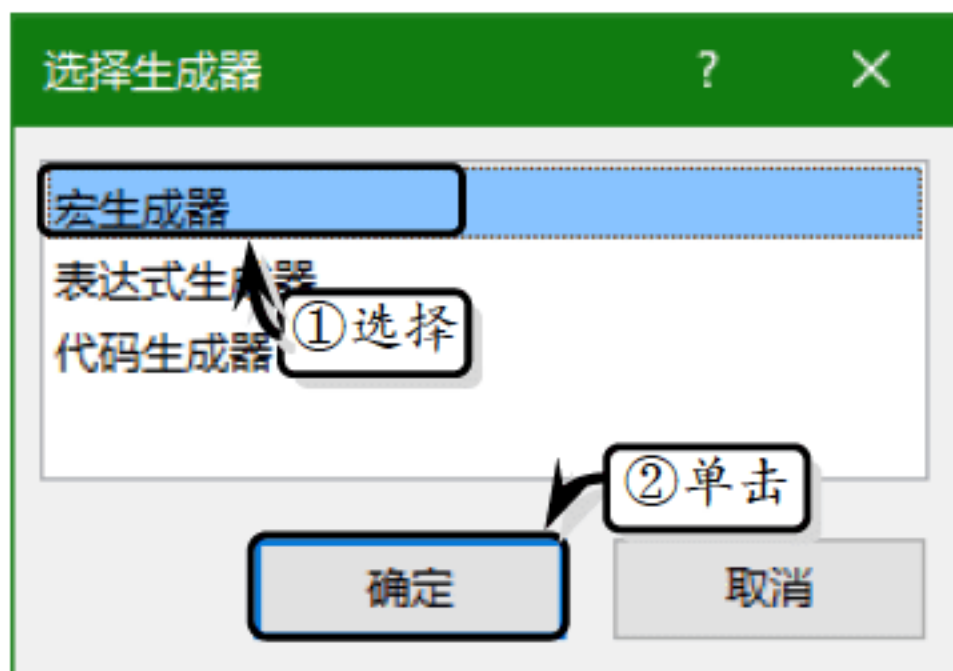 选择生成器 ? ×
宏生成器
表达式生成器
①选择
代码生成器
②单击
确定 取消